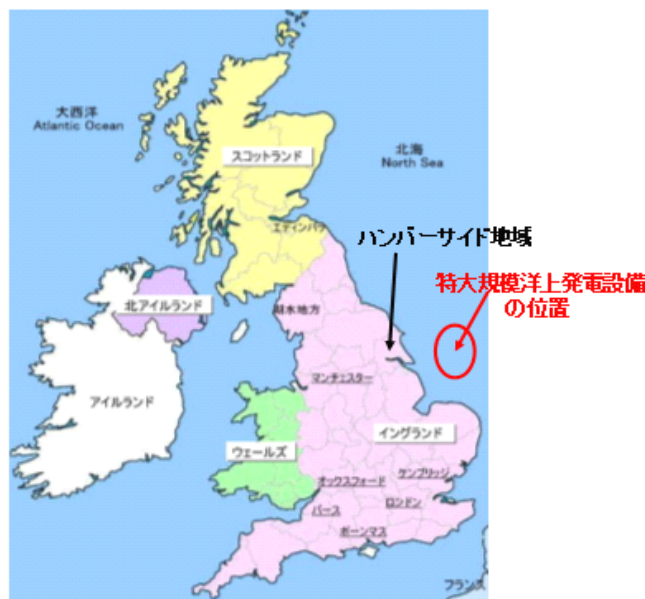 大西洋
Atlantic Ocean
北海
North Sea
スコットランド
エディンバラ
ハンバーサイド地域
特大規模洋上発電設備
の位置
北アイルランド
湖水地方
マンチェスター
アイルランド
イングランド
ウェールズ
ケンブリッジ
オックスフォード
ロンドン
バース
ボーンマス
フランス